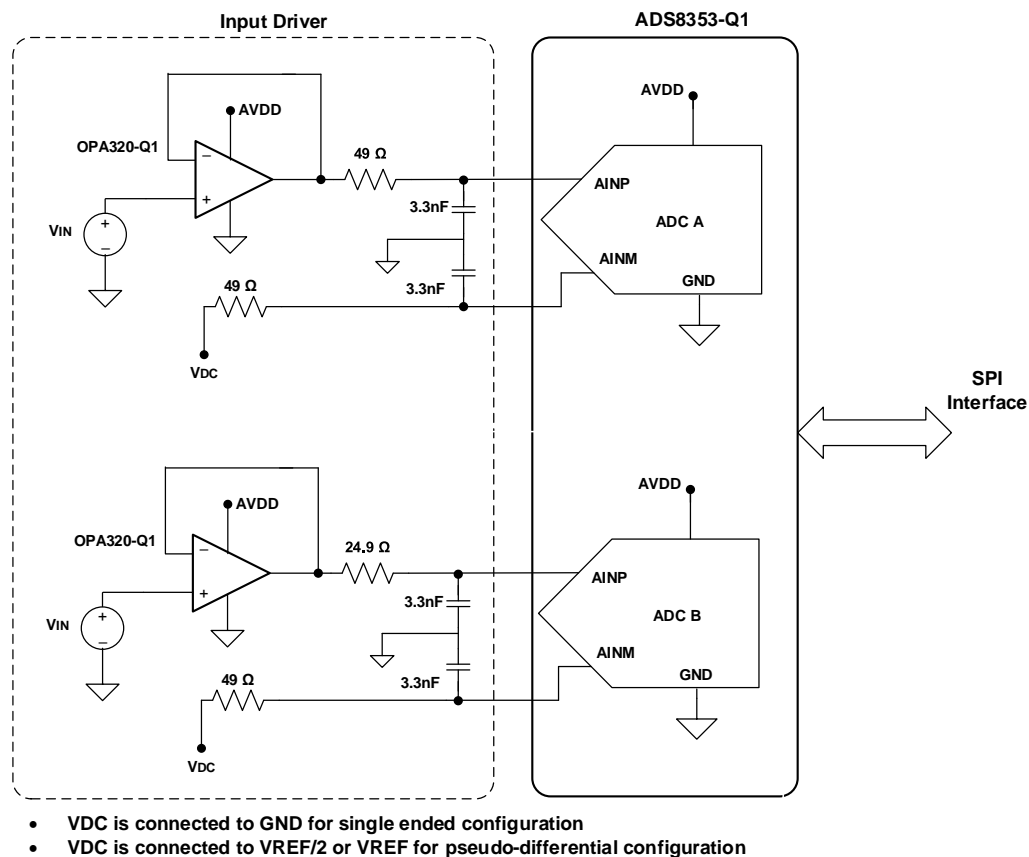 Input Driver
ADS8353-Q1
AVDD
OPA320-Q1
49 Ω
VIN
3.3nF
3.3nF
49 Ω
VDC
AVDD
AINP
ADC A
AINM
GND
SPI
Interface
AVDD
OPA320-Q1
24.9 Ω
VIN
3.3nF
3.3nF
49 Ω
VDC
AVDD
AINP
ADC B
AINM
GND
• VDC is connected to GND for single ended configuration
• VDC is connected to VREF/2 or VREF for pseudo-differential configuration